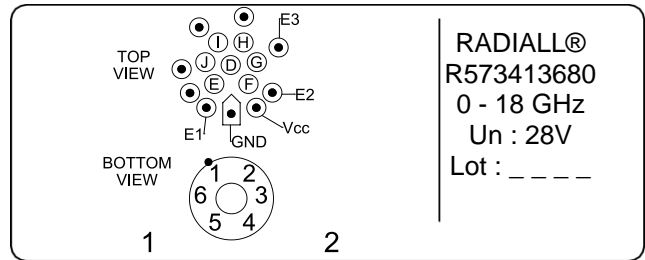 TOP
VIEW
E3
I H
J D G
E F
E2
E1
Vcc
GND
BOTTOM
VIEW
1 2
6 3
5 4
1 2
RADIALL®
R573413680
0 - 18 GHz
Un : 28V
Lot : _ _ _ _